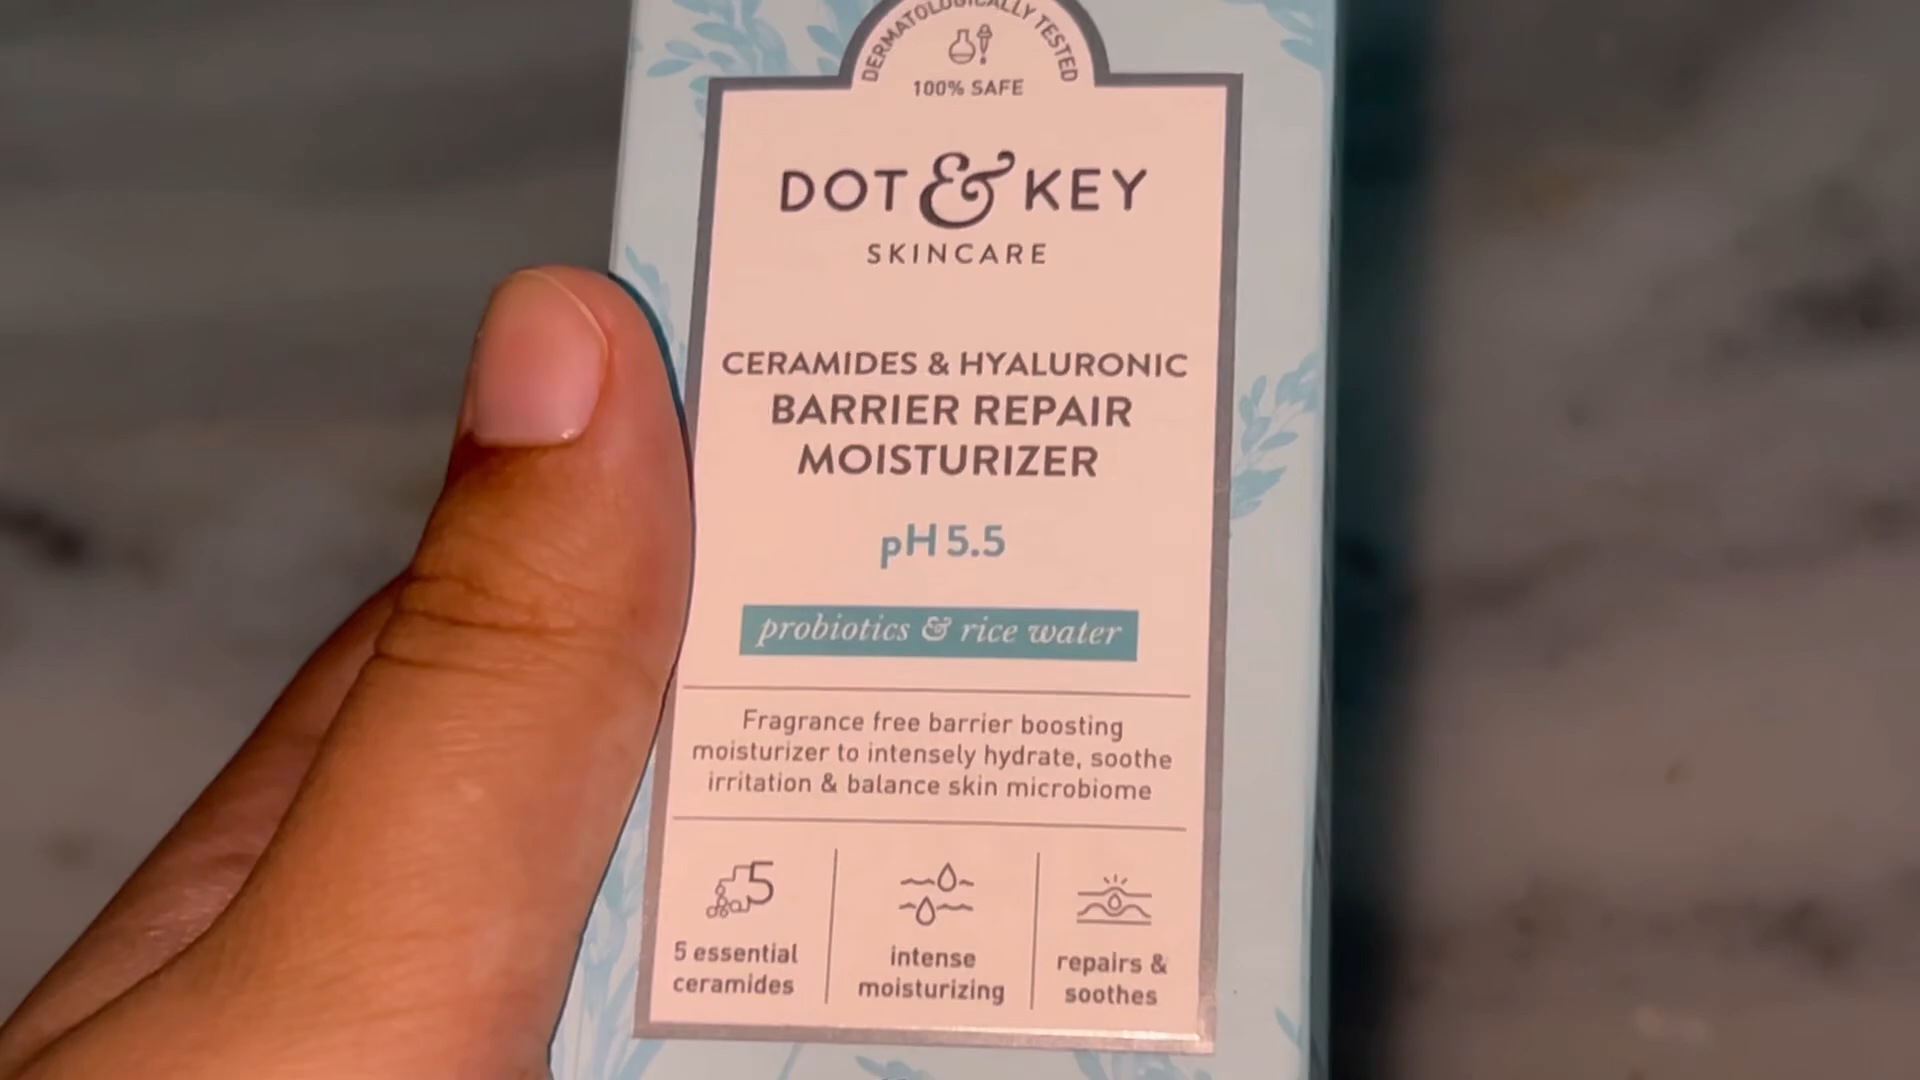 DERMATOLOGICALLY TESTED
100% SAFE
DOT & KEY
SKINCARE
CERAMIDES & HYALURONIC
BARRIER REPAIR
MOISTURIZER
pH 5.5
probiotics & rice water
Fragrance free barrier boosting
moisturizer to intensely hydrate, soothe
irritation & balance skin microbiome
5
5 essential
ceramides
intense
moisturizing
repairs &
soothes